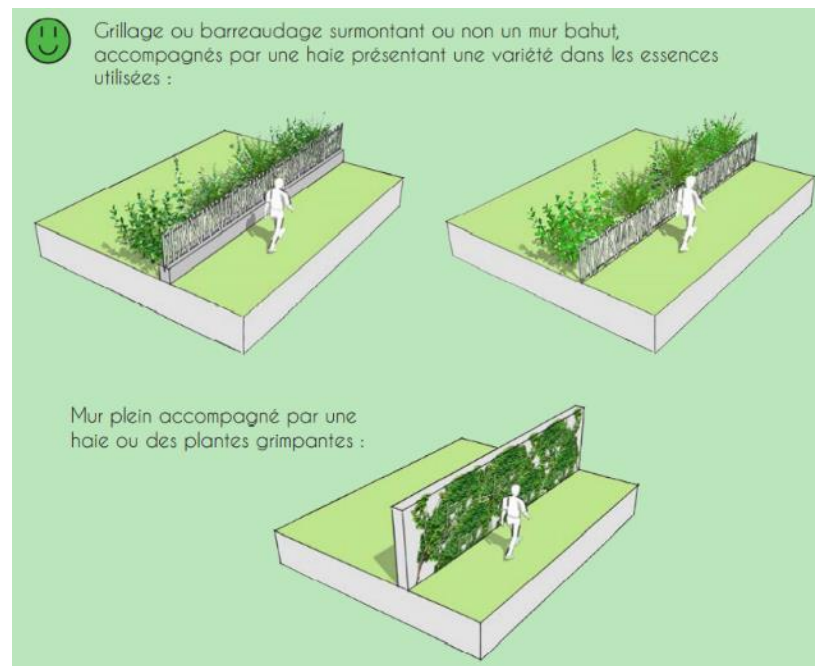 Grillage ou barreaudage surmontant ou non un mur bahut,
accompagnés par une haie présentant une variété dans les essences
utilisées :
Mur plein accompagné par une
haie ou des plantes grimpantes :